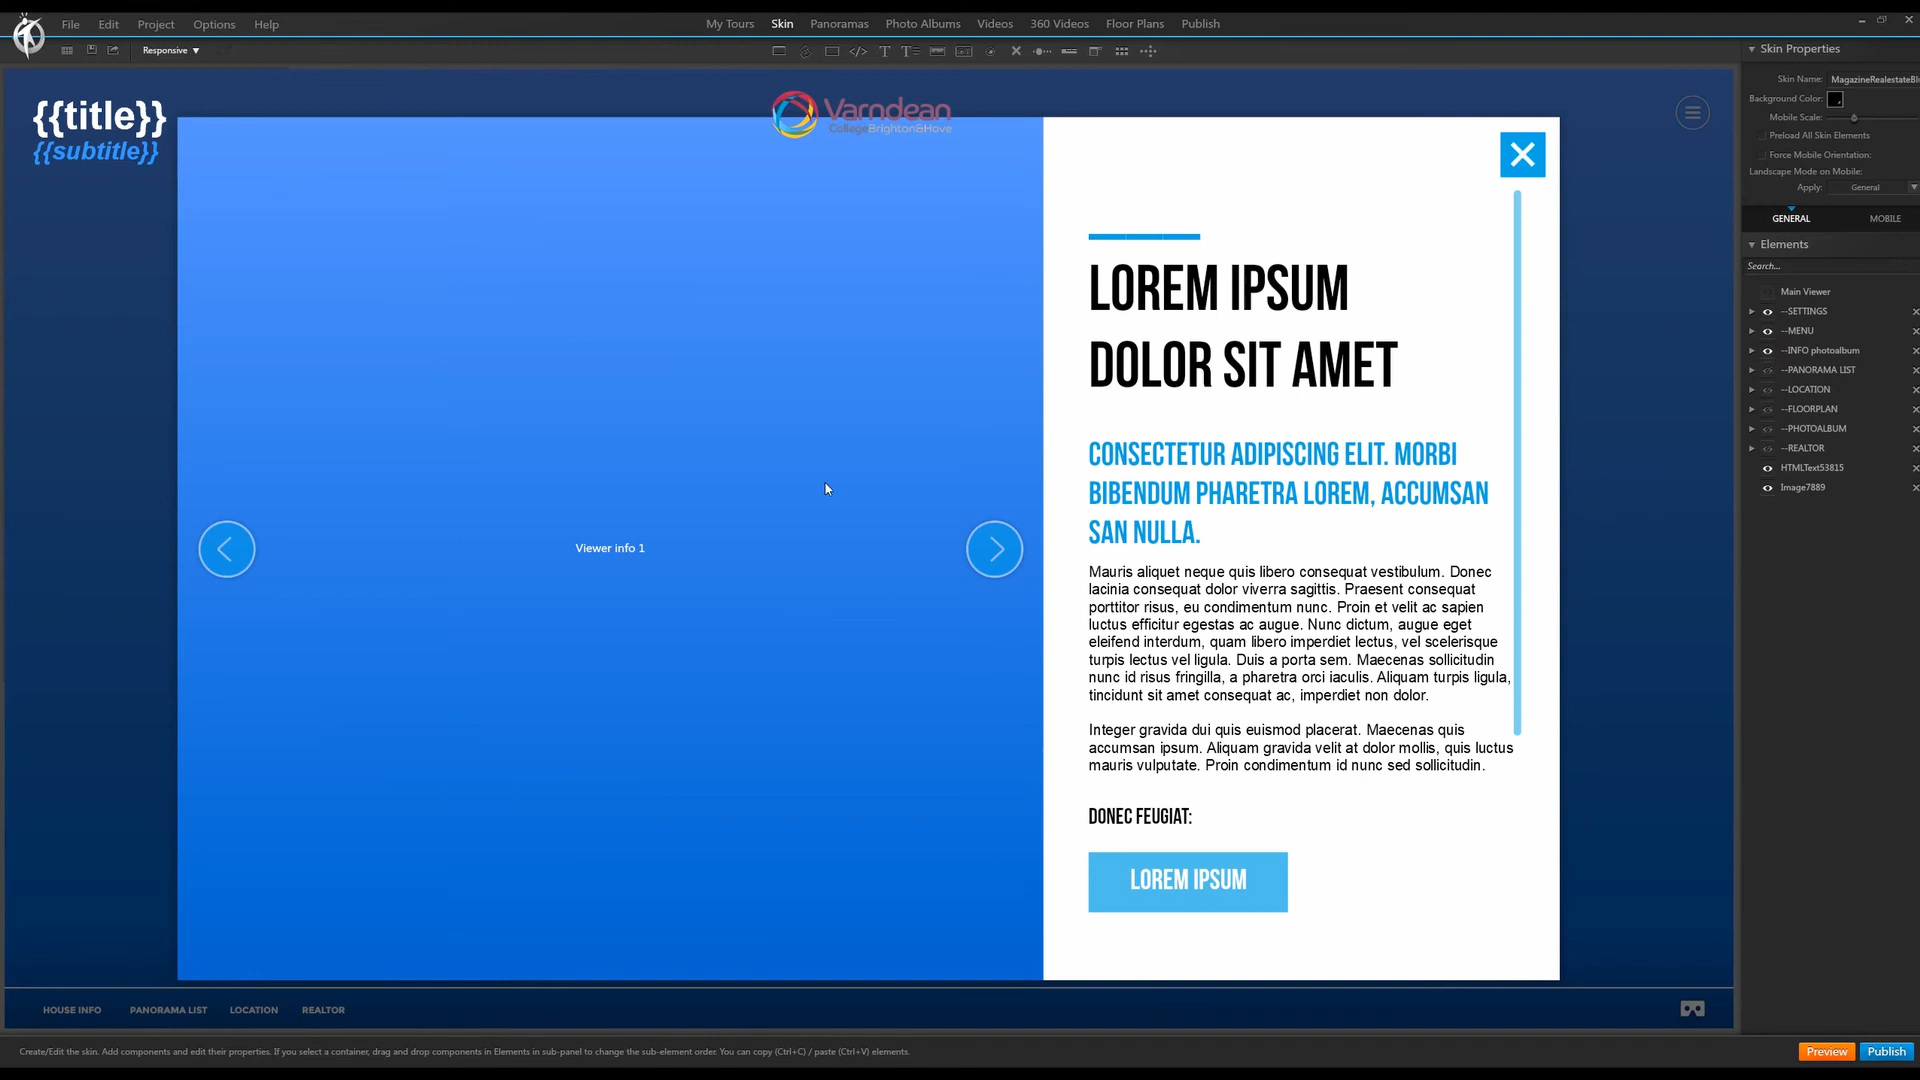 File Edit Project Options Help
My Tours Skin Panoramas Photo Albums Videos 360 Videos Floor Plans Publish
Responsive
{{title}}
{{subtitle}}
Varndean
CollegeBrighton&Hove
LOREM IPSUM
DOLOR SIT AMET
CONSECTETUR ADIPISCING ELIT. MORBI
BIBENDUM PHARETRA LOREM, ACCUMSAN
SAN NULLA.
Viewer info 1
Mauris aliquet neque quis libero consequat vestibulum. Donec
lacinia consequat dolor viverra sagittis. Praesent consequat
porttitor risus, eu condimentum nunc. Proin et velit ac sapien
luctus efficitur egestas ac augue. Nunc dictum, augue eget
eleifend interdum, quam libero imperdiet lectus, vel scelerisque
turpis lectus vel ligula. Duis a porta sem. Maecenas sollicitudin
nunc id risus fringilla, a pharetra orci iaculis. Aliquam turpis ligula,
tincidunt sit amet consequat ac, imperdiet non dolor.
Integer gravida dui quis euismod placerat. Maecenas quis
accumsan ipsum. Aliquam gravida velit at dolor mollis, quis luctus
mauris vulputate. Proin condimentum id nunc sed sollicitudin.
DONEC FEUGIAT:
LOREM IPSUM
HOUSE INFO PANORAMA LIST LOCATION REALTOR
Skin Properties
Skin Name: MagazineRealestateBl
Background Color:
Mobile Scale:
Preload All Skin Elements
Force Mobile Orientation:
Landscape Mode on Mobile:
Apply: General
GENERAL MOBILE
Elements
Search...
Main Viewer
--SETTINGS
--MENU
--INFO photoalbum
--PANORAMA LIST
--LOCATION
--FLOORPLAN
--PHOTOALBUM
--REALTOR
HTMLText53815
Image7889
Create/Edit the skin. Add components and edit their properties. If you select a container, drag and drop components in Elements in sub-panel to change the sub-element order. You can copy (Ctrl+C) / paste (Ctrl+V) elements.
Preview Publish